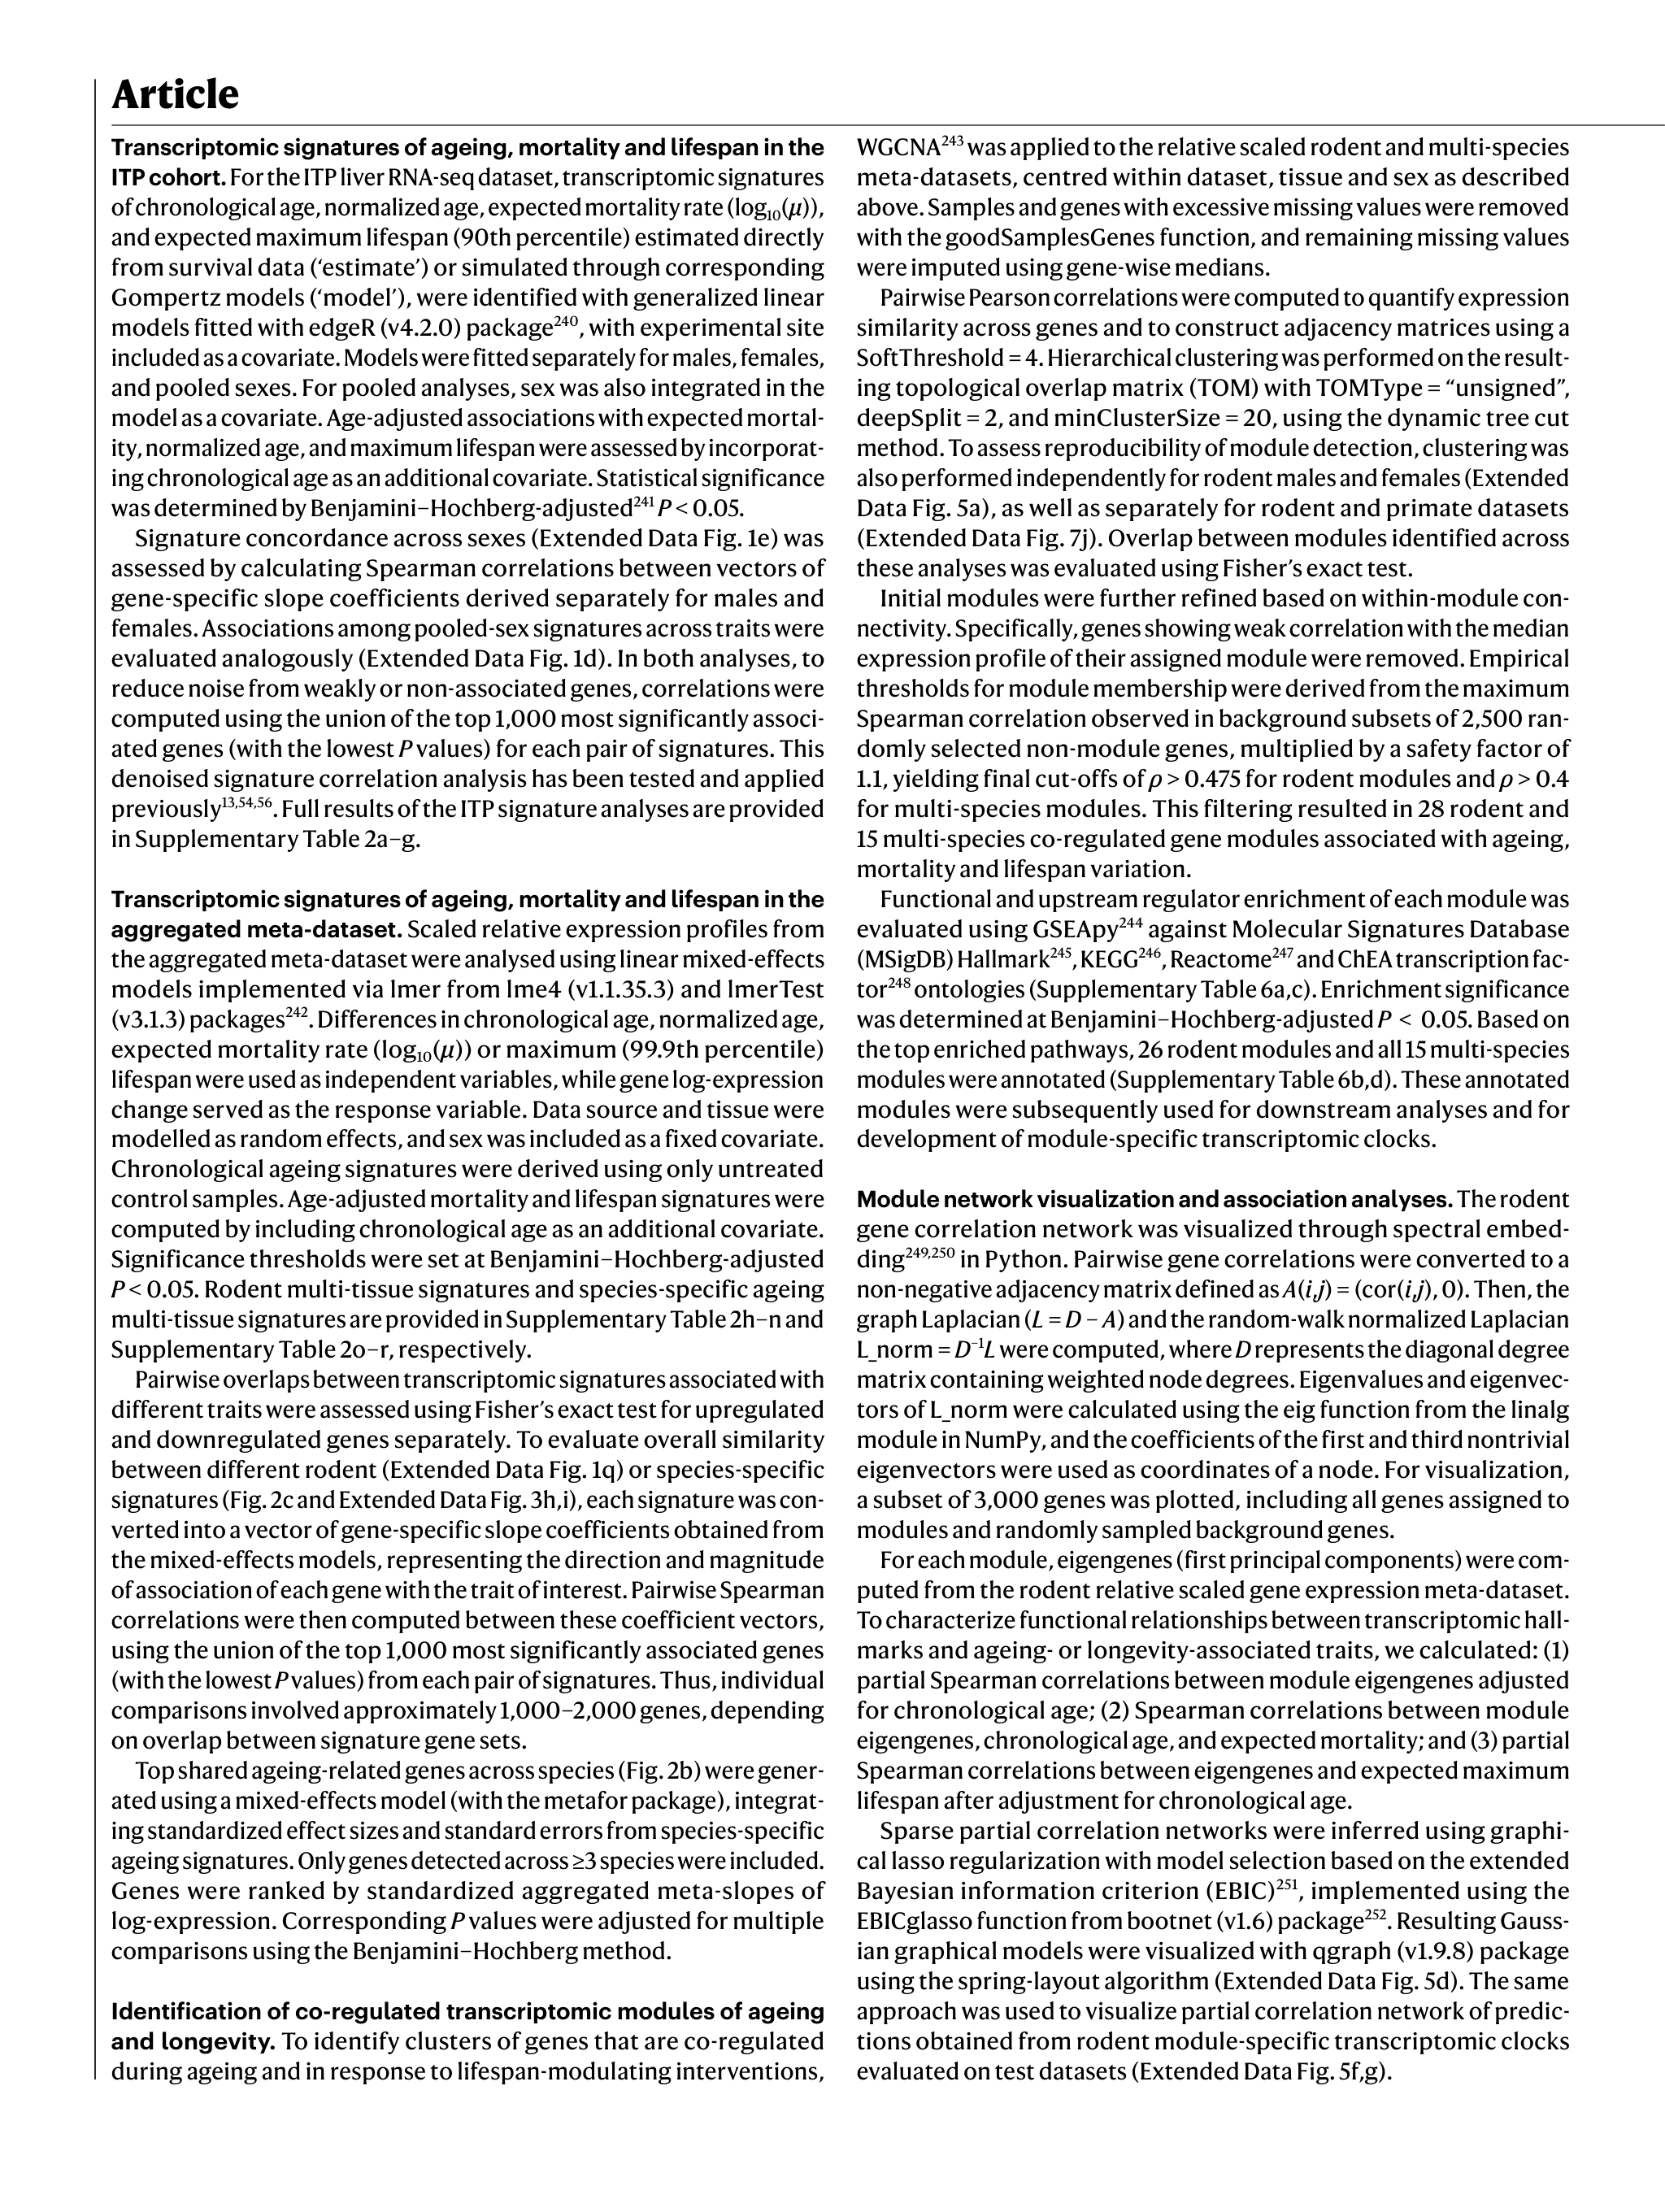 Article
Transcriptomic signatures of ageing, mortality and lifespan in the
ITP cohort. For the ITP liver RNA-seq dataset, transcriptomic signatures
of chronological age, normalized age, expected mortality rate (log₁₀(μ)),
and expected maximum lifespan (90th percentile) estimated directly
from survival data (‘estimate’) or simulated through corresponding
Gompertz models (‘model’), were identified with generalized linear
models fitted with edgeR (v4.2.0) package²⁴⁰, with experimental site
included as a covariate. Models were fitted separately for males, females,
and pooled sexes. For pooled analyses, sex was also integrated in the
model as a covariate. Age-adjusted associations with expected mortal-
ity, normalized age, and maximum lifespan were assessed by incorporat-
ing chronological age as an additional covariate. Statistical significance
was determined by Benjamini–Hochberg-adjusted²⁴¹ P < 0.05.
Signature concordance across sexes (Extended Data Fig. 1e) was
assessed by calculating Spearman correlations between vectors of
gene-specific slope coefficients derived separately for males and
females. Associations among pooled-sex signatures across traits were
evaluated analogously (Extended Data Fig. 1d). In both analyses, to
reduce noise from weakly or non-associated genes, correlations were
computed using the union of the top 1,000 most significantly associ-
ated genes (with the lowest P values) for each pair of signatures. This
denoised signature correlation analysis has been tested and applied
previously¹³,⁵⁴,⁵⁶. Full results of the ITP signature analyses are provided
in Supplementary Table 2a–g.
Transcriptomic signatures of ageing, mortality and lifespan in the
aggregated meta-dataset. Scaled relative expression profiles from
the aggregated meta-dataset were analysed using linear mixed-effects
models implemented via lmer from lme4 (v1.1.35.3) and lmerTest
(v3.1.3) packages²⁴². Differences in chronological age, normalized age,
expected mortality rate (log₁₀(μ)) or maximum (99.9th percentile)
lifespan were used as independent variables, while gene log-expression
change served as the response variable. Data source and tissue were
modelled as random effects, and sex was included as a fixed covariate.
Chronological ageing signatures were derived using only untreated
control samples. Age-adjusted mortality and lifespan signatures were
computed by including chronological age as an additional covariate.
Significance thresholds were set at Benjamini–Hochberg-adjusted
P < 0.05. Rodent multi-tissue signatures and species-specific ageing
multi-tissue signatures are provided in Supplementary Table 2h–n and
Supplementary Table 2o–r, respectively.
Pairwise overlaps between transcriptomic signatures associated with
different traits were assessed using Fisher’s exact test for upregulated
and downregulated genes separately. To evaluate overall similarity
between different rodent (Extended Data Fig. 1q) or species-specific
signatures (Fig. 2c and Extended Data Fig. 3h,i), each signature was con-
verted into a vector of gene-specific slope coefficients obtained from
the mixed-effects models, representing the direction and magnitude
of association of each gene with the trait of interest. Pairwise Spearman
correlations were then computed between these coefficient vectors,
using the union of the top 1,000 most significantly associated genes
(with the lowest P values) from each pair of signatures. Thus, individual
comparisons involved approximately 1,000–2,000 genes, depending
on overlap between signature gene sets.
Top shared ageing-related genes across species (Fig. 2b) were gener-
ated using a mixed-effects model (with the metafor package), integrat-
ing standardized effect sizes and standard errors from species-specific
ageing signatures. Only genes detected across ≥3 species were included.
Genes were ranked by standardized aggregated meta-slopes of
log-expression. Corresponding P values were adjusted for multiple
comparisons using the Benjamini–Hochberg method.
Identification of co-regulated transcriptomic modules of ageing
and longevity. To identify clusters of genes that are co-regulated
during ageing and in response to lifespan-modulating interventions,
WGCNA²⁴³ was applied to the relative scaled rodent and multi-species
meta-datasets, centred within dataset, tissue and sex as described
above. Samples and genes with excessive missing values were removed
with the goodSamplesGenes function, and remaining missing values
were imputed using gene-wise medians.
Pairwise Pearson correlations were computed to quantify expression
similarity across genes and to construct adjacency matrices using a
SoftThreshold = 4. Hierarchical clustering was performed on the result-
ing topological overlap matrix (TOM) with TOMType = “unsigned”,
deepSplit = 2, and minClusterSize = 20, using the dynamic tree cut
method. To assess reproducibility of module detection, clustering was
also performed independently for rodent males and females (Extended
Data Fig. 5a), as well as separately for rodent and primate datasets
(Extended Data Fig. 7j). Overlap between modules identified across
these analyses was evaluated using Fisher’s exact test.
Initial modules were further refined based on within-module con-
nectivity. Specifically, genes showing weak correlation with the median
expression profile of their assigned module were removed. Empirical
thresholds for module membership were derived from the maximum
Spearman correlation observed in background subsets of 2,500 ran-
domly selected non-module genes, multiplied by a safety factor of
1.1, yielding final cut-offs of ρ > 0.475 for rodent modules and ρ > 0.4
for multi-species modules. This filtering resulted in 28 rodent and
15 multi-species co-regulated gene modules associated with ageing,
mortality and lifespan variation.
Functional and upstream regulator enrichment of each module was
evaluated using GSEApy²⁴⁴ against Molecular Signatures Database
(MSigDB) Hallmark²⁴⁵, KEGG²⁴⁶, Reactome²⁴⁷ and ChEA transcription fac-
tor²⁴⁸ ontologies (Supplementary Table 6a,c). Enrichment significance
was determined at Benjamini–Hochberg-adjusted P < 0.05. Based on
the top enriched pathways, 26 rodent modules and all 15 multi-species
modules were annotated (Supplementary Table 6b,d). These annotated
modules were subsequently used for downstream analyses and for
development of module-specific transcriptomic clocks.
Module network visualization and association analyses. The rodent
gene correlation network was visualized through spectral embed-
ding²⁴⁹,²⁵⁰ in Python. Pairwise gene correlations were converted to a
non-negative adjacency matrix defined as A(i,j) = (cor(i,j), 0). Then, the
graph Laplacian (L = D – A) and the random-walk normalized Laplacian
L_norm = D⁻¹L were computed, where D represents the diagonal degree
matrix containing weighted node degrees. Eigenvalues and eigenvec-
tors of L_norm were calculated using the eig function from the linalg
module in NumPy, and the coefficients of the first and third nontrivial
eigenvectors were used as coordinates of a node. For visualization,
a subset of 3,000 genes was plotted, including all genes assigned to
modules and randomly sampled background genes.
For each module, eigengenes (first principal components) were com-
puted from the rodent relative scaled gene expression meta-dataset.
To characterize functional relationships between transcriptomic hall-
marks and ageing- or longevity-associated traits, we calculated: (1)
partial Spearman correlations between module eigengenes adjusted
for chronological age; (2) Spearman correlations between module
eigengenes, chronological age, and expected mortality; and (3) partial
Spearman correlations between eigengenes and expected maximum
lifespan after adjustment for chronological age.
Sparse partial correlation networks were inferred using graphi-
cal lasso regularization with model selection based on the extended
Bayesian information criterion (EBIC)²⁵¹, implemented using the
EBICglasso function from bootnet (v1.6) package²⁵². Resulting Gauss-
ian graphical models were visualized with qgraph (v1.9.8) package
using the spring-layout algorithm (Extended Data Fig. 5d). The same
approach was used to visualize partial correlation network of predic-
tions obtained from rodent module-specific transcriptomic clocks
evaluated on test datasets (Extended Data Fig. 5f,g).